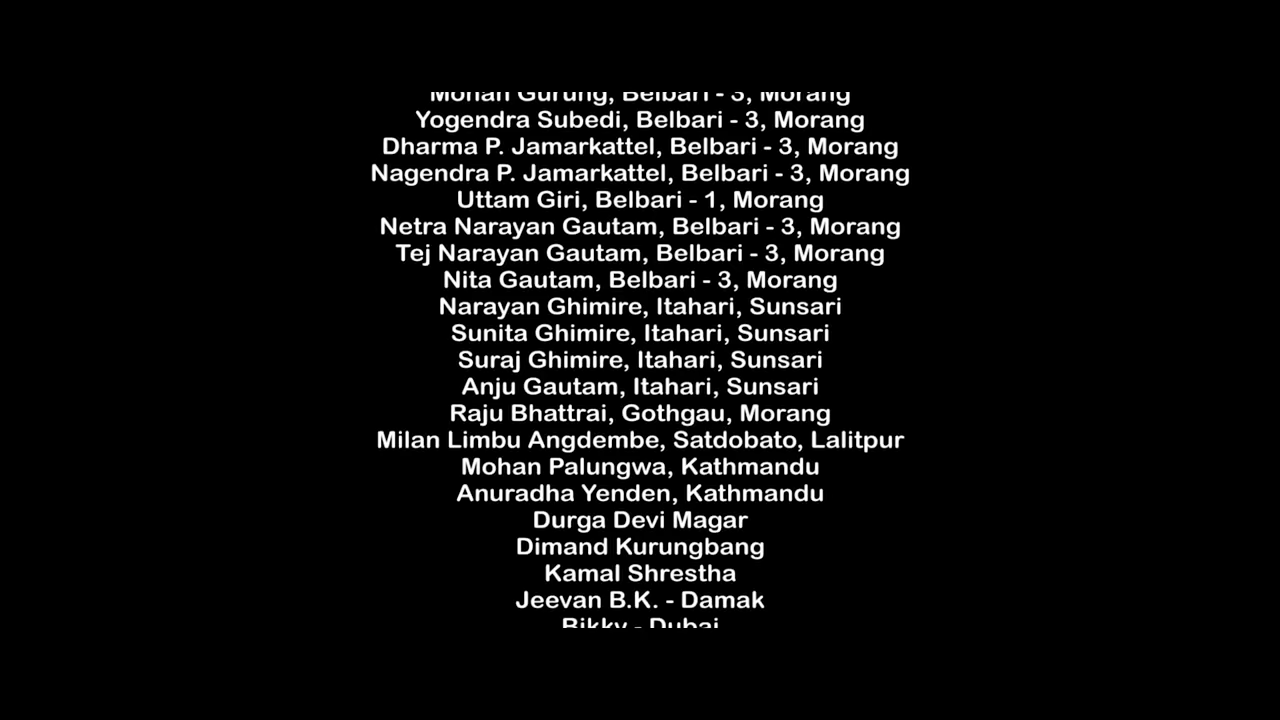 Mohan Gurung, Belbari - 3, Morang
Yogendra Subedi, Belbari - 3, Morang
Dharma P. Jamarkattel, Belbari - 3, Morang
Nagendra P. Jamarkattel, Belbari - 3, Morang
Uttam Giri, Belbari - 1, Morang
Netra Narayan Gautam, Belbari - 3, Morang
Tej Narayan Gautam, Belbari - 3, Morang
Nita Gautam, Belbari - 3, Morang
Narayan Ghimire, Itahari, Sunsari
Sunita Ghimire, Itahari, Sunsari
Suraj Ghimire, Itahari, Sunsari
Anju Gautam, Itahari, Sunsari
Raju Bhattrai, Gothgau, Morang
Milan Limbu Angdembe, Satdobato, Lalitpur
Mohan Palungwa, Kathmandu
Anuradha Yenden, Kathmandu
Durga Devi Magar
Dimand Kurungbang
Kamal Shrestha
Jeevan B.K. - Damak
Bikky - Dubai